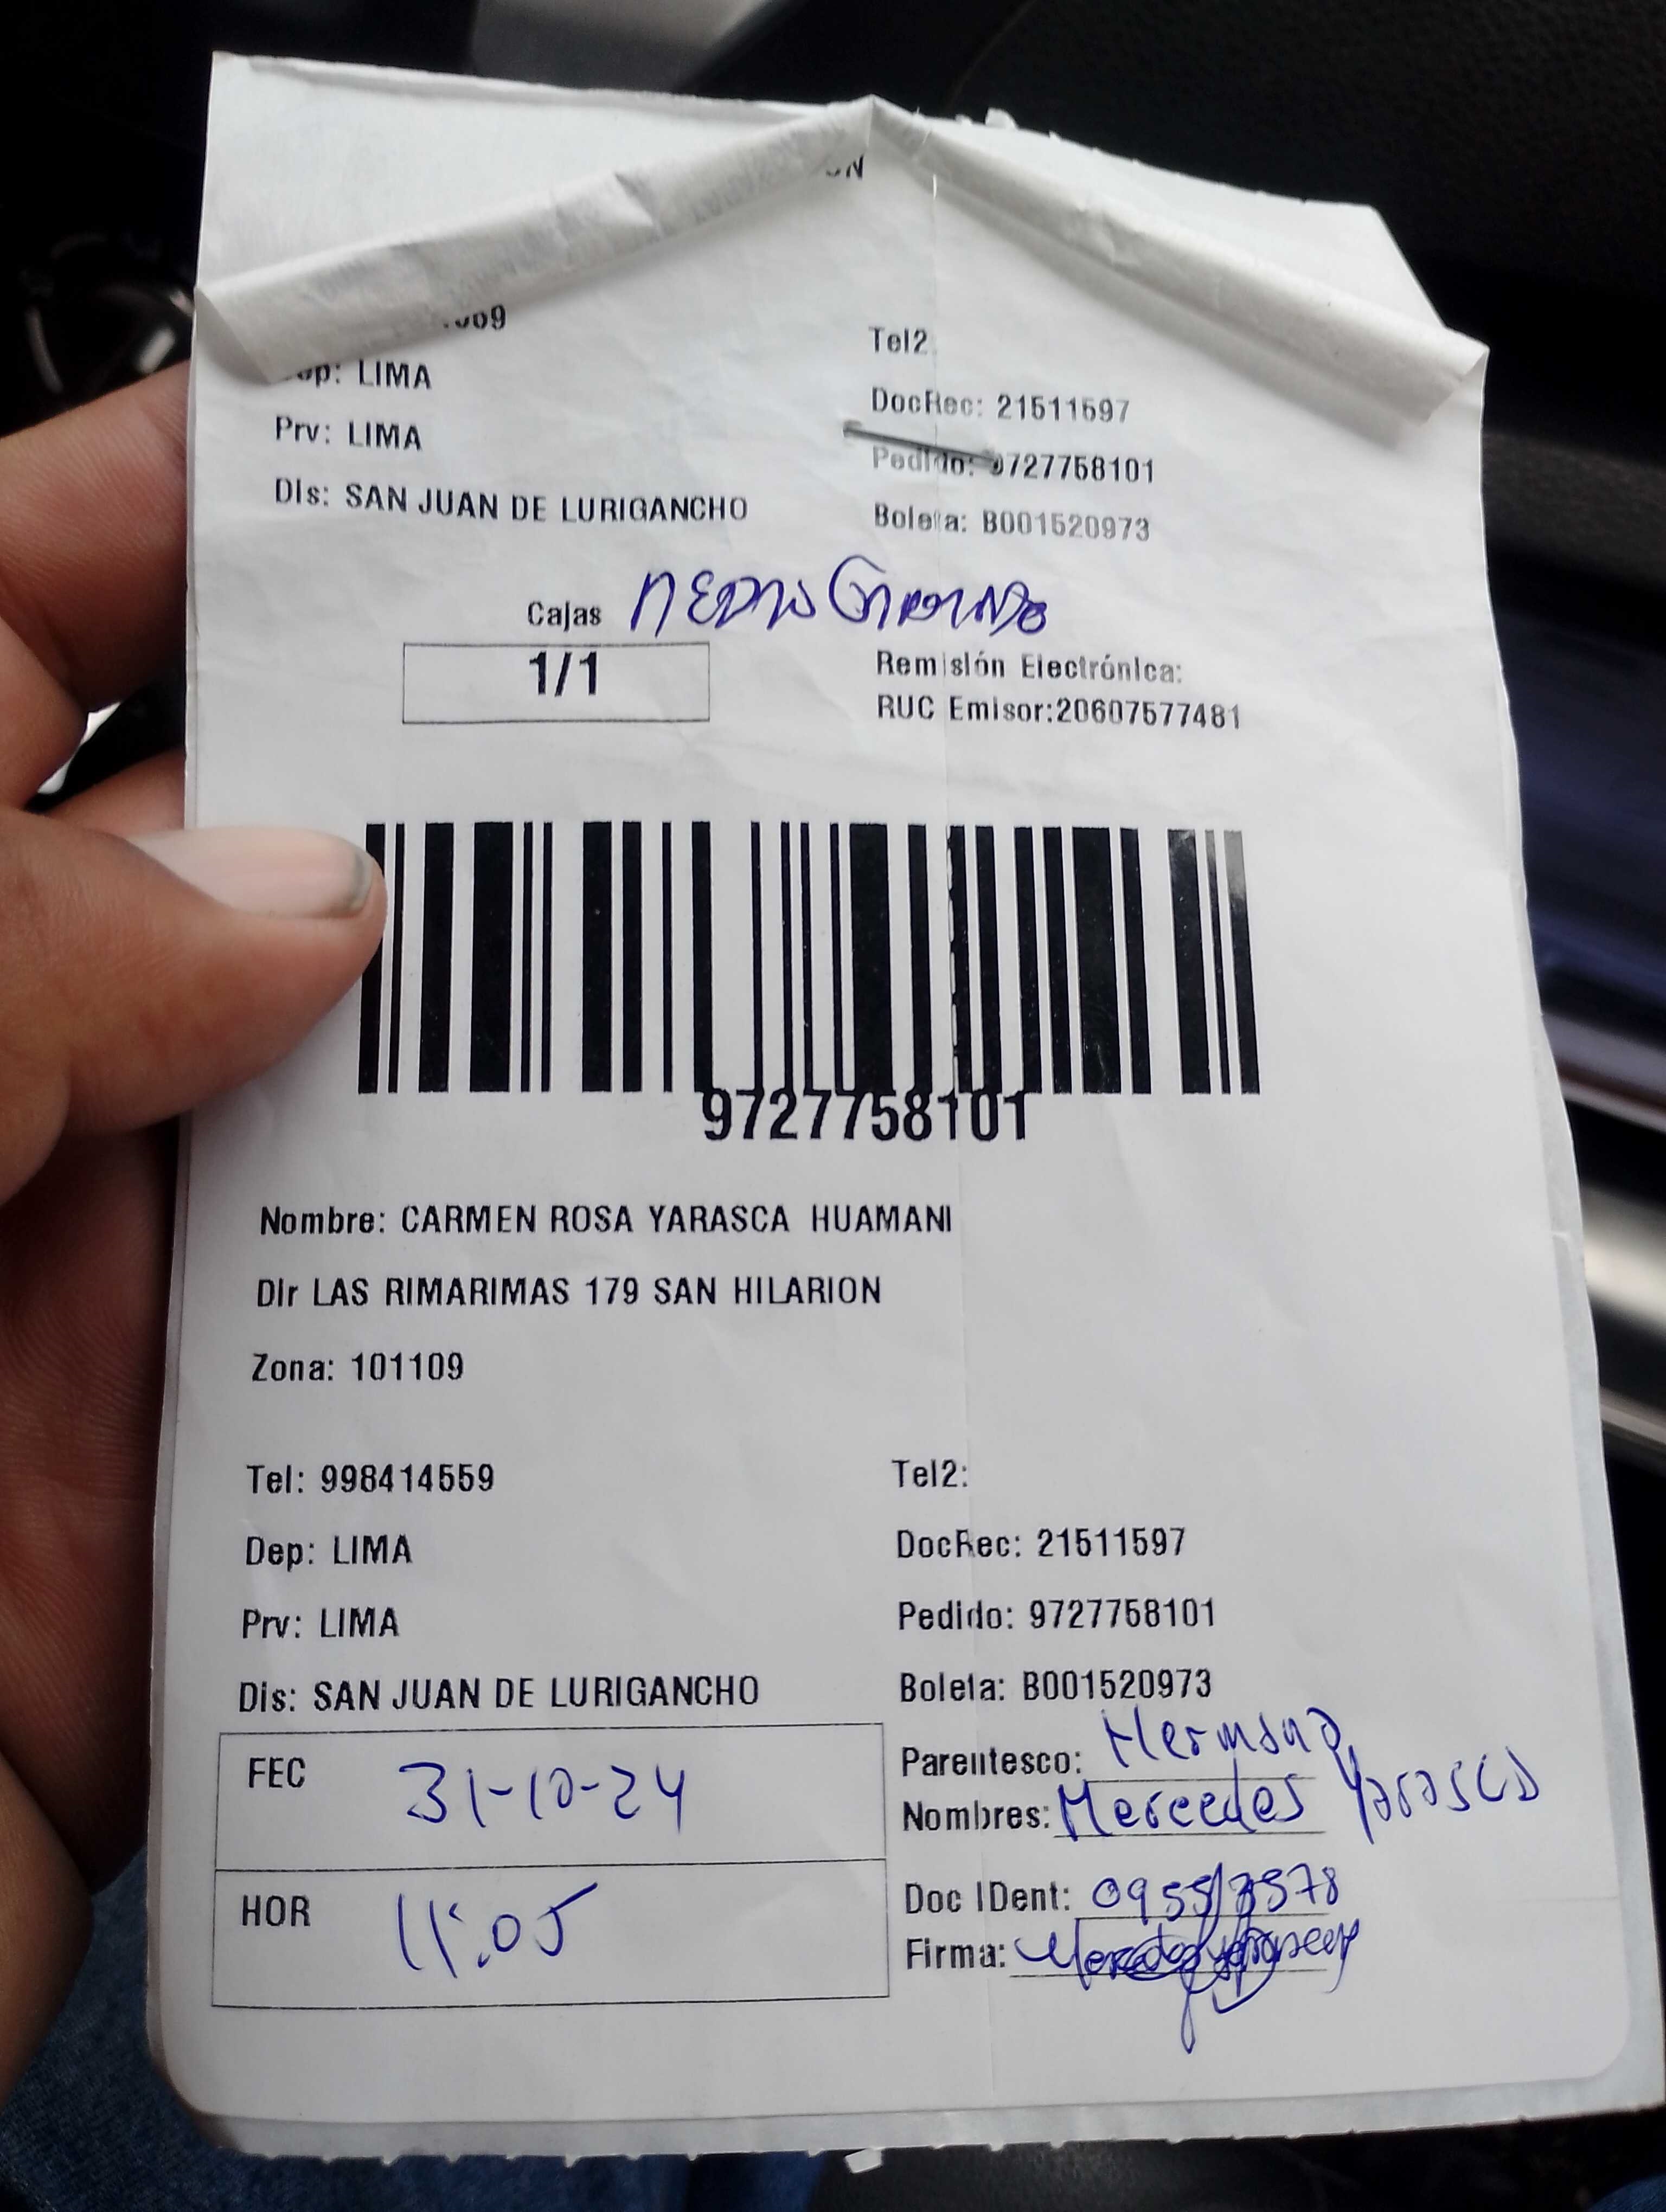 Dep: LIMA
Tel2
DocRec: 21511597
Prv: LIMA
Pedido: 9727758101
Dis: SAN JUAN DE LURIGANCHO
Boleta: B001520973
Cajas
1/1
Remisión Electrónica:
RUC Emisor:20607577481
9727758101
Nombre: CARMEN ROSA YARASCA HUAMANI
Dir LAS RIMARIMAS 179 SAN HILARION
Zona: 101109
Tel: 998414559
Tel2:
Dep: LIMA
DocRec: 21511597
Prv: LIMA
Pedido: 9727758101
Dis: SAN JUAN DE LURIGANCHO
Boleta: B001520973
FEC 31-10-24
Parentesco: Hermana
Nombres: Mercedes Yarasca
HOR 11:05
Doc IDent:
Firma: